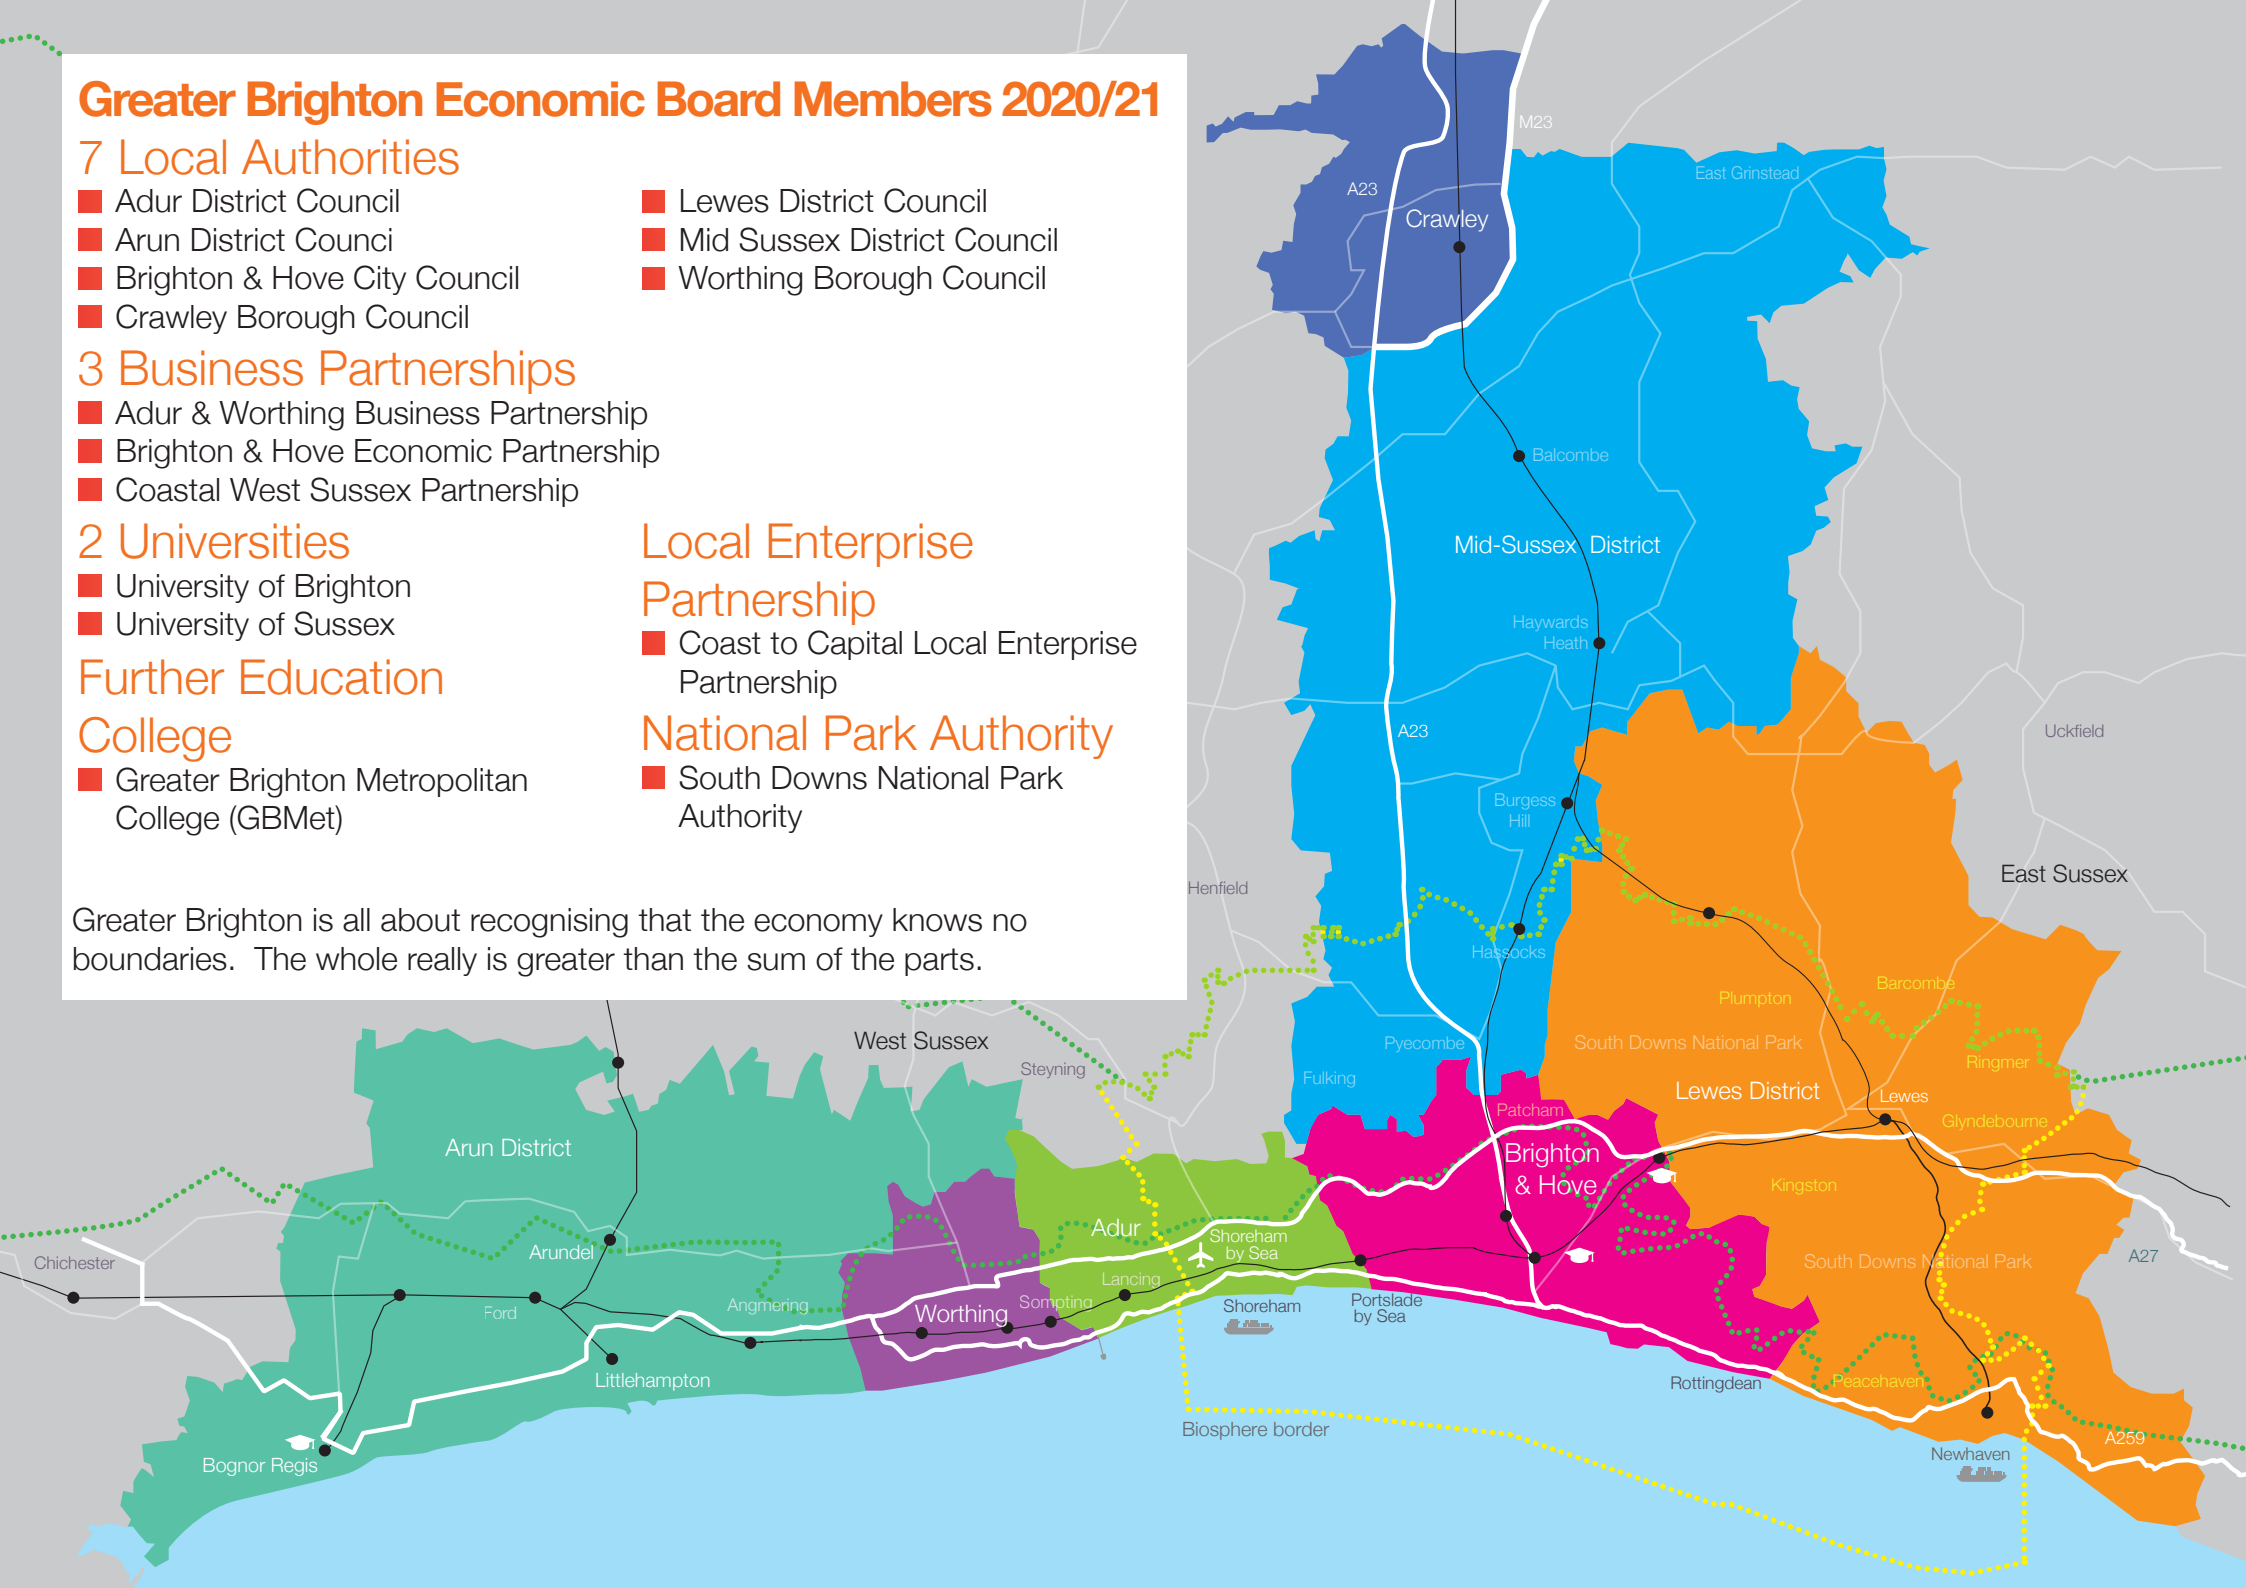 Greater Brighton Economic Board Members 2020/21
7 Local Authorities
Adur District Council
Arun District Counci
Brighton & Hove City Council
Crawley Borough Council
Lewes District Council
Mid Sussex District Council
Worthing Borough Council
3 Business Partnerships
Adur & Worthing Business Partnership
Brighton & Hove Economic Partnership
Coastal West Sussex Partnership
2 Universities
University of Brighton
University of Sussex
Further Education
College
Greater Brighton Metropolitan
College (GBMet)
Local Enterprise
Partnership
Coast to Capital Local Enterprise
Partnership
National Park Authority
South Downs National Park
Authority
Greater Brighton is all about recognising that the economy knows no
boundaries.  The whole really is greater than the sum of the parts.
M23
East Grinstead
A23
Crawley
Balcombe
Mid-Sussex District
Haywards
Heath
A23
Uckfield
Burgess
Hill
East Sussex
Henfield
Hassocks
Barcombe
Plumpton
West Sussex
South Downs National Park
Pyecombe
Ringmer
Steyning
Fulking
Lewes District
Lewes
Patcham
Glyndebourne
Arun District
Brighton
& Hove
Kingston
Adur
Shoreham
by Sea
Arundel
A27
Chichester
South Downs National Park
Lancing
Angmering
Sompting
Ford
Worthing
Shoreham
Portslade
by Sea
Littlehampton
Rottingdean
Peacehaven
Biosphere border
A259
Newhaven
Bognor Regis